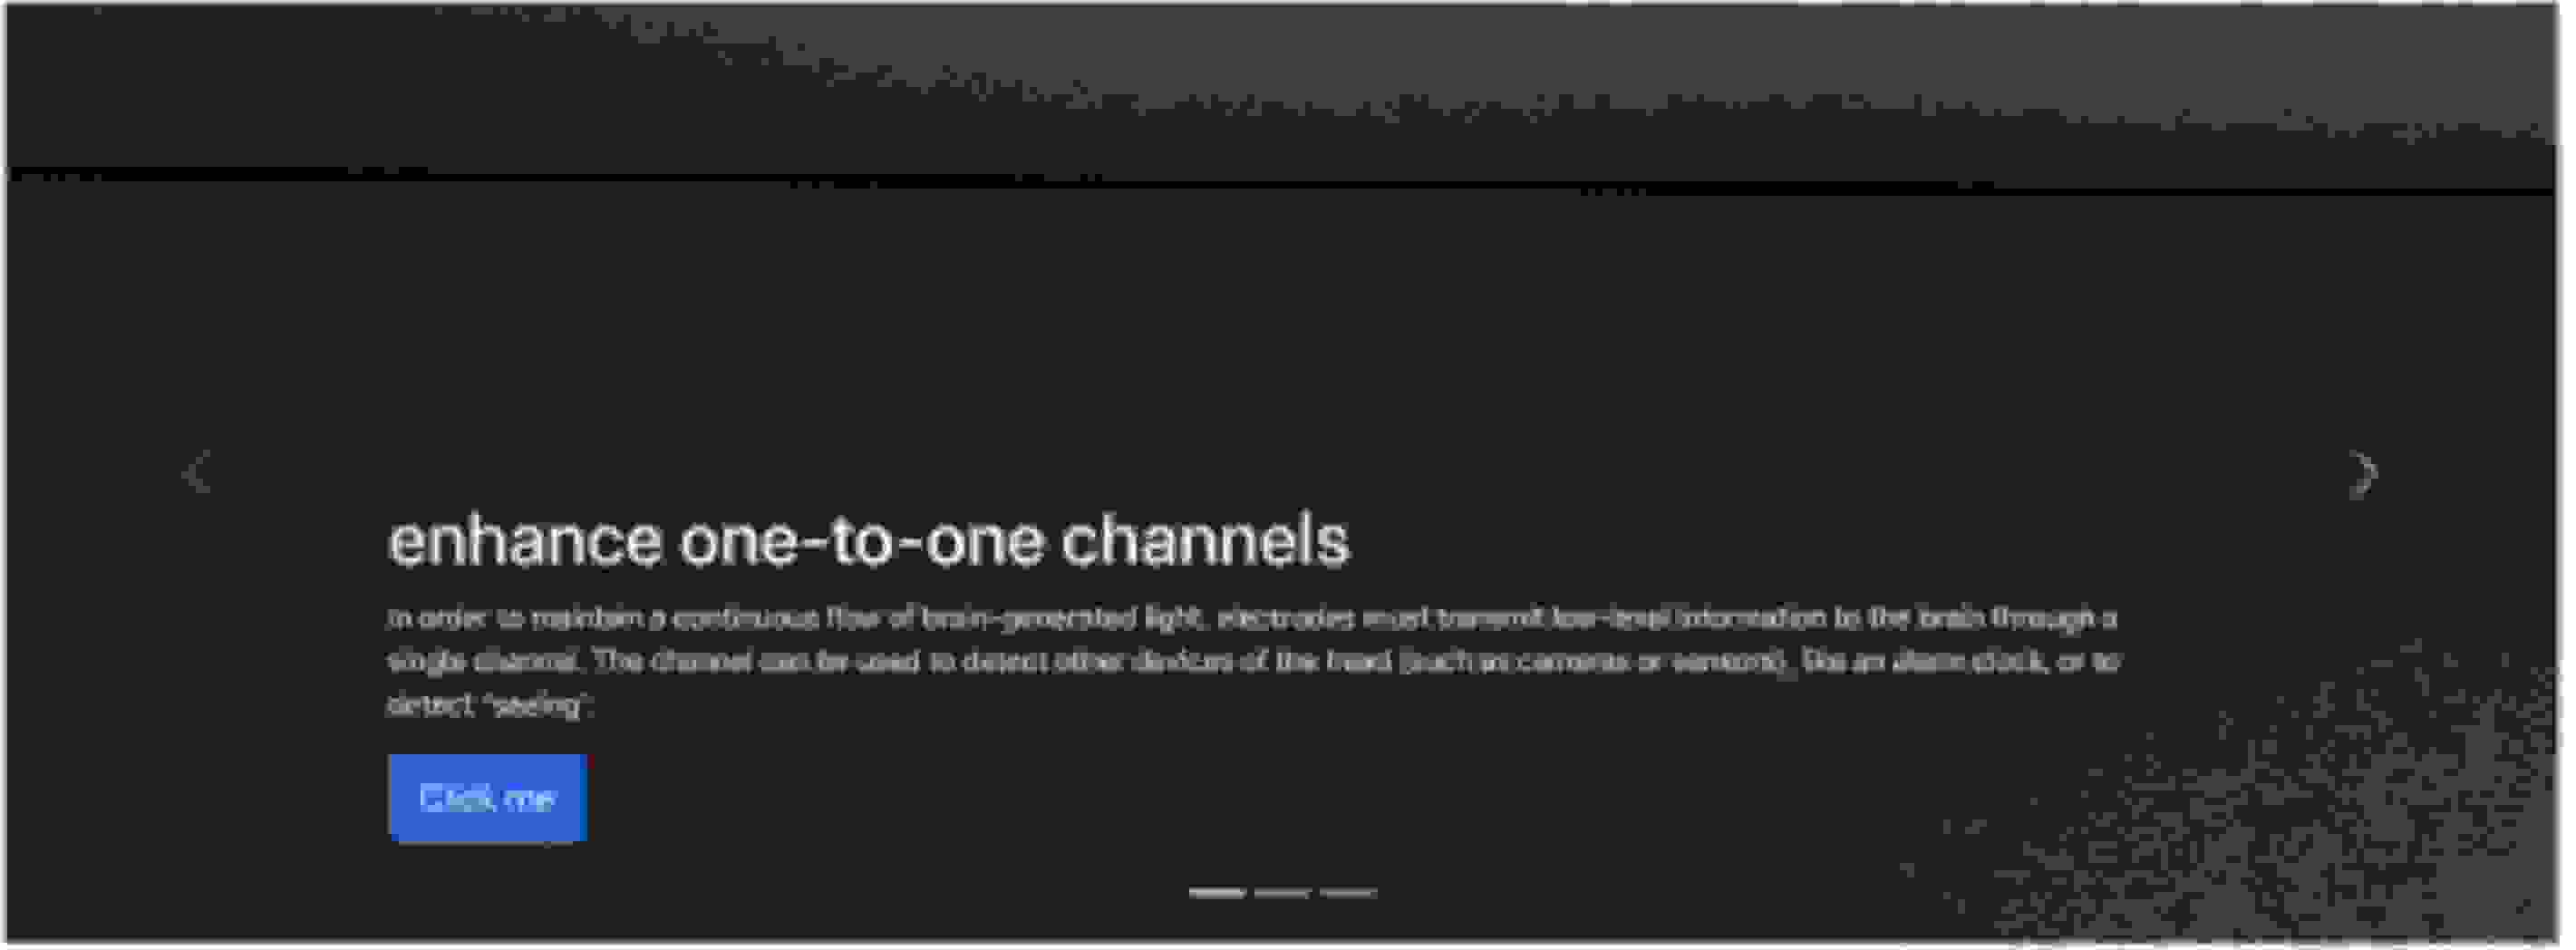 enhance one-to-one channels
In order to maintain a continuous flow of brain-generated light, electrodes must transmit low-level information to the brain through a
single channel. The channel can be used to detect other devices of the head (such as cameras or sensors), like an alarm clock, or to
detect "seeing".
Click me